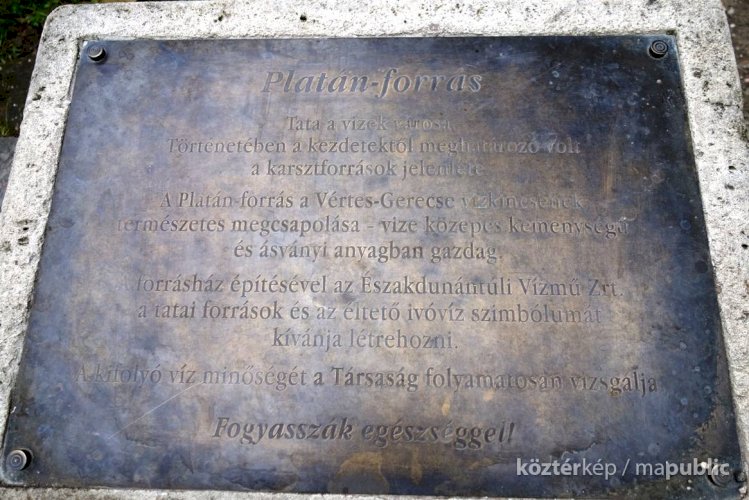 Platán-forrás
Tata a vizek városa.
Történetében a kezdetektől meghatározó volt
a karsztforrások jelenléte.
A Platán-forrás a Vértes-Gerecse vízkincsének
természetes megcsapolása - vize közepes keménységű
és ásványi anyagban gazdag.
forrásház építésével az Északdunántúli Vízmű Zrt.
a tatai források és az éltető ivóvíz szimbólumát
kívánja létrehozni.
A kifolyó víz minőségét a Társaság folyamatosan vizsgálja
Fogyasszák egészséggel!
köztérkép / mapublic